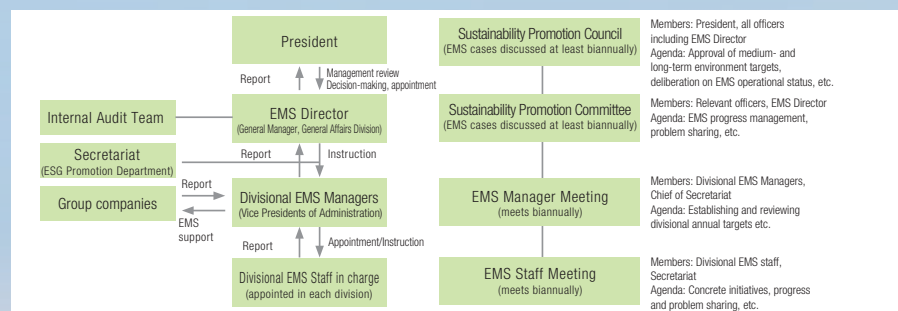 President
Report
Management review
Decision-making, appointment
Internal Audit Team
EMS Director
(General Manager, General Affairs Division)
Secretariat
(ESG Promotion Department)
Report
Instruction
Group companies
Report
EMS
support
Divisional EMS Managers
(Vice Presidents of Administration)
Report
Appointment/Instruction
Divisional EMS Staff in charge
(appointed in each division)
Sustainability Promotion Council
(EMS cases discussed at least biannually)
Members: President, all officers
including EMS Director
Agenda: Approval of medium- and
long-term environment targets,
deliberation on EMS operational status, etc.
Sustainability Promotion Committee
(EMS cases discussed at least biannually)
Members: Relevant officers, EMS Director
Agenda: EMS progress management,
problem sharing, etc.
EMS Manager Meeting
(meets biannually)
Members: Divisional EMS Managers,
Chief of Secretariat
Agenda: Establishing and reviewing
divisional annual targets etc.
EMS Staff Meeting
(meets biannually)
Members: Divisional EMS staff,
Secretariat
Agenda: Concrete initiatives, progress
and problem sharing, etc.